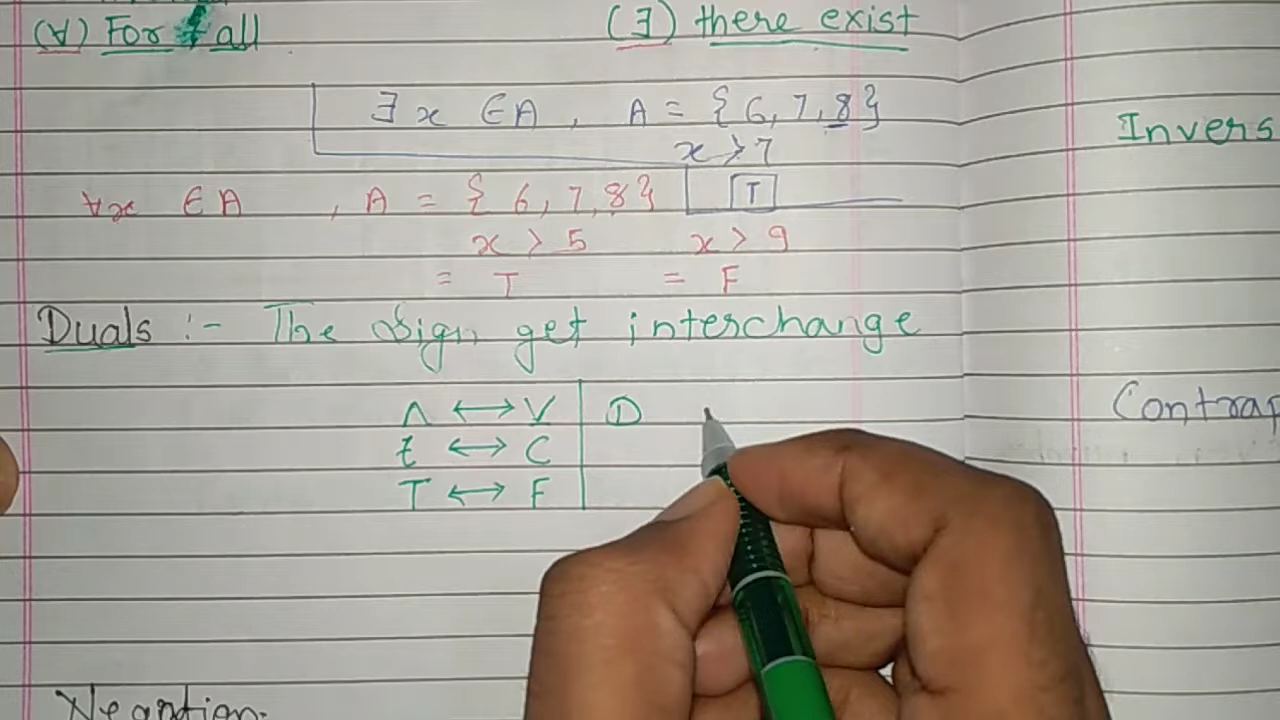 (∀) For all
(∃) there exist
∃ x ∈ A , A = { 6, 7, 8 }
x > 7
∀x ∈ A , A = { 6, 7, 8 } T
x > 5 x > 9
= T = F
Duals :- The sign get interchange
∧ ↔ ∨ D
t ↔ C
T ↔ F
Negation
Invers
Contrap